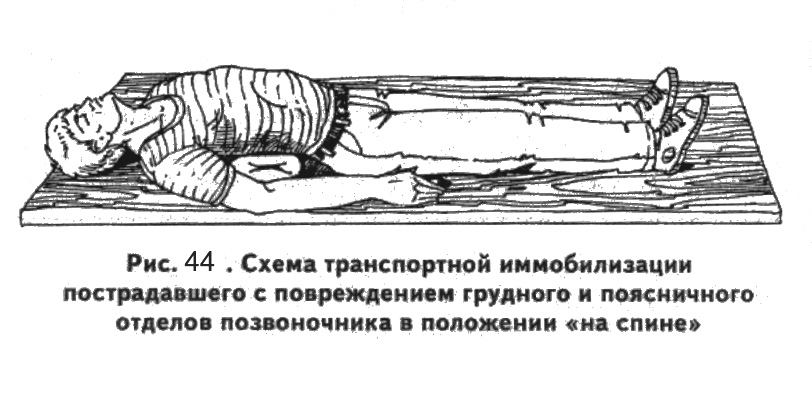 Рис. 44 . Схема транспортной иммобилизации
пострадавшего с повреждением грудного и поясничного
отделов позвоночника в положении «на спине»